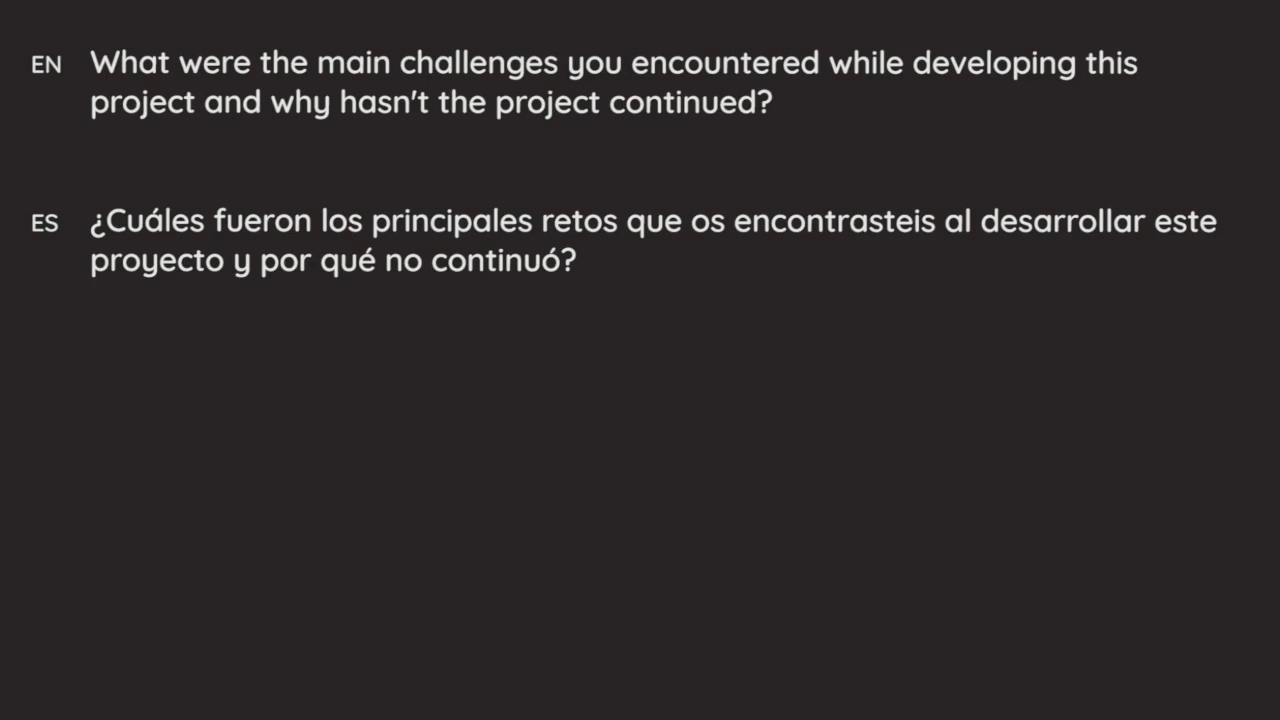 EN What were the main challenges you encountered while developing this
project and why hasn't the project continued?
ES ¿Cuáles fueron los principales retos que os encontrasteis al desarrollar este
proyecto y por qué no continuó?